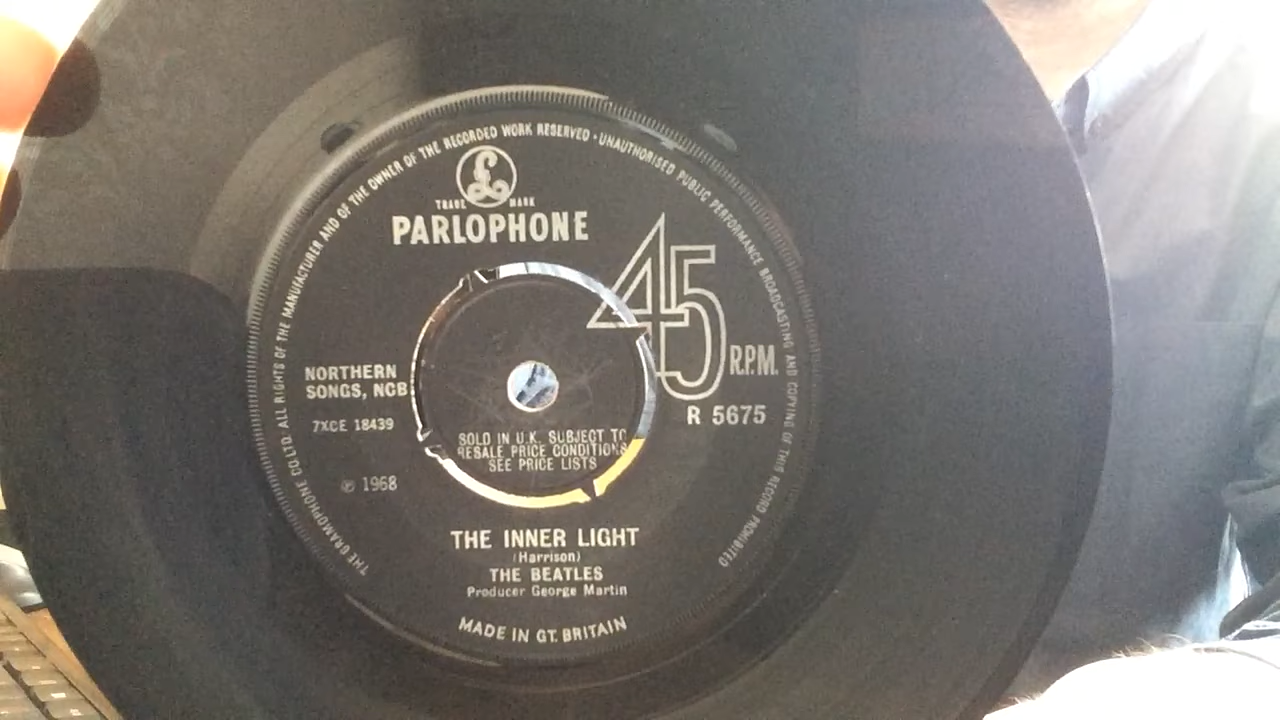 THE GRAMOPHONE CO LTD. ALL RIGHTS OF THE MANUFACTURER AND OF THE OWNER OF THE RECORDED WORK RESERVED · UNAUTHORISED PUBLIC PERFORMANCE BROADCASTING AND COPYING OF THIS RECORD PROHIBITED
£
TRADE MARK
PARLOPHONE
45
R.P.M.
R 5675
NORTHERN
SONGS, NCB
7XCE 18439
℗ 1968
SOLD IN U.K. SUBJECT TO
RESALE PRICE CONDITIONS
SEE PRICE LISTS
THE INNER LIGHT
(Harrison)
THE BEATLES
Producer George Martin
MADE IN GT. BRITAIN